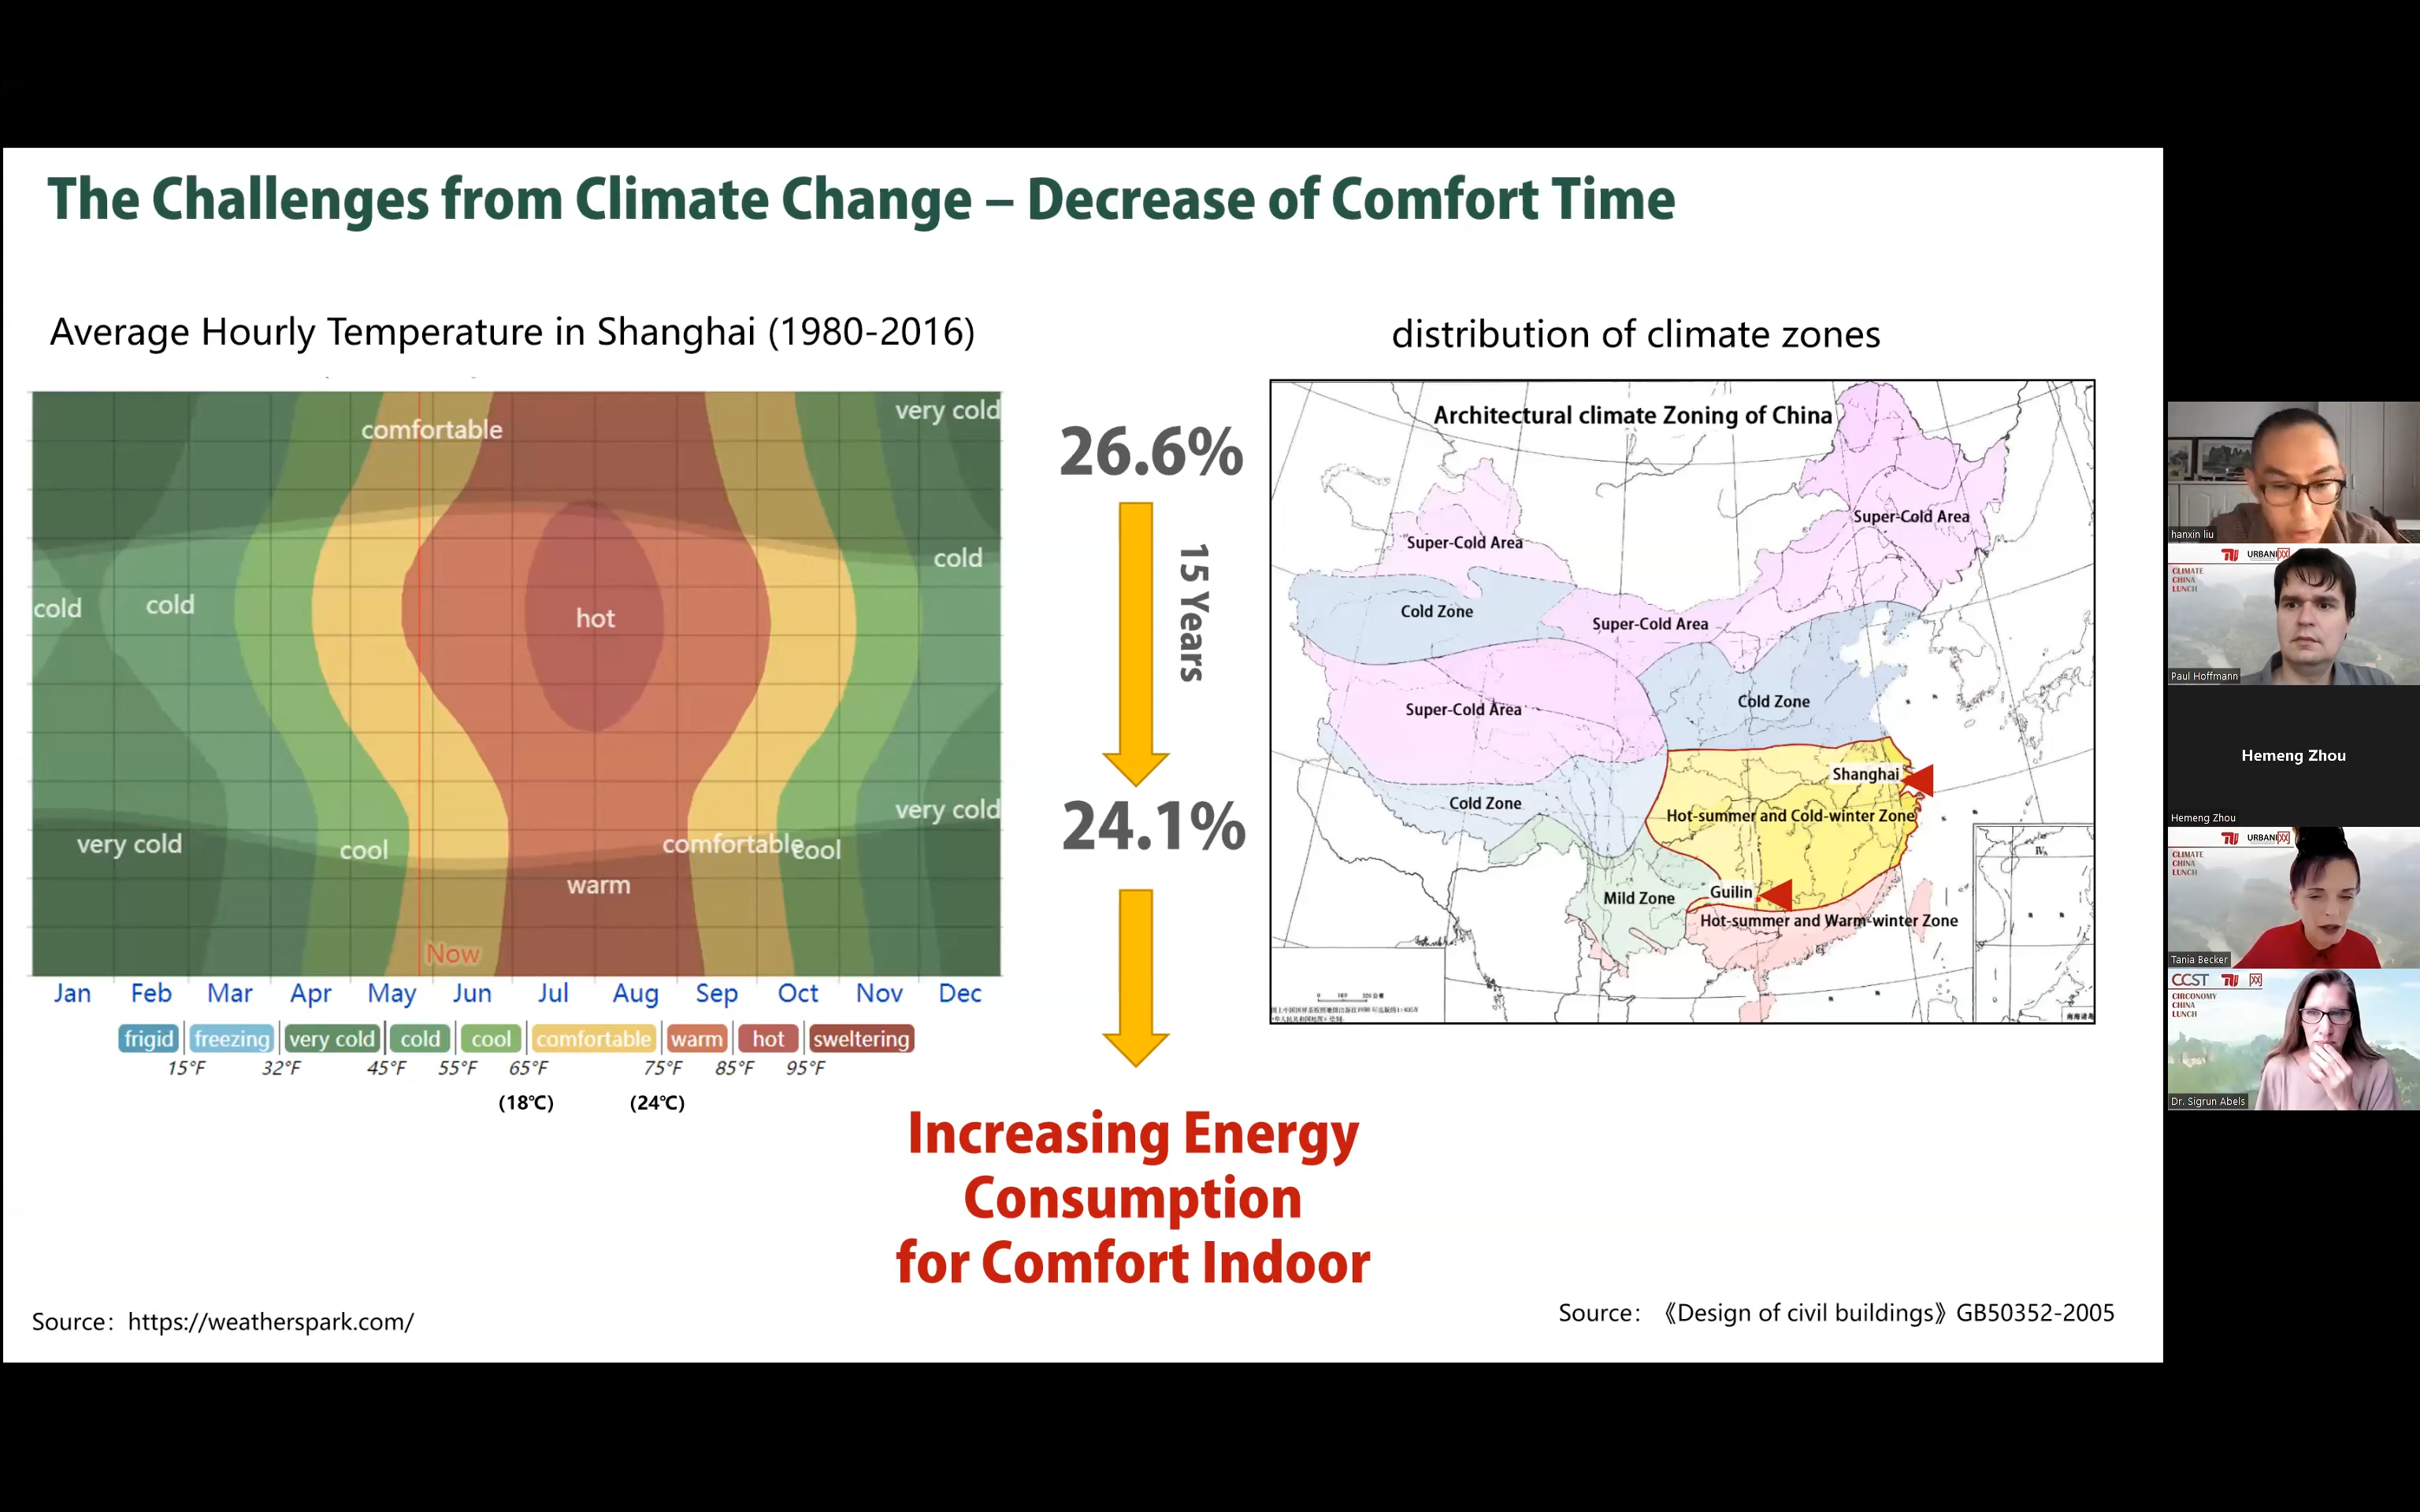 The Challenges from Climate Change – Decrease of Comfort Time
Average Hourly Temperature in Shanghai (1980-2016)
comfortable
very cold
cold
cold
cold
hot
very cold
very cold
cool
comfortable
cool
warm
Now
Jan Feb Mar Apr May Jun Jul Aug Sep Oct Nov Dec
frigid freezing very cold cold cool comfortable warm hot sweltering
15°F 32°F 45°F 55°F 65°F 75°F 85°F 95°F
(18℃) (24℃)
26.6%
15 Years
24.1%
Increasing Energy
Consumption
for Comfort Indoor
distribution of climate zones
Architectural climate Zoning of China
Super-Cold Area
Super-Cold Area
Cold Zone
Super-Cold Area
Cold Zone
Super-Cold Area
Shanghai
Cold Zone
Hot-summer and Cold-winter Zone
Guilin
Mild Zone
Hot-summer and Warm-winter Zone
Source：https://weatherspark.com/
Source：《Design of civil buildings》GB50352-2005
hanxin liu
URBANI
CLIMATE
CHINA
LUNCH
Paul Hoffmann
Hemeng Zhou
Hemeng Zhou
URBANI
CLIMATE
CHINA
LUNCH
Tania Becker
CCST
CIRCONOMY
CHINA
LUNCH
Dr. Sigrun Abels